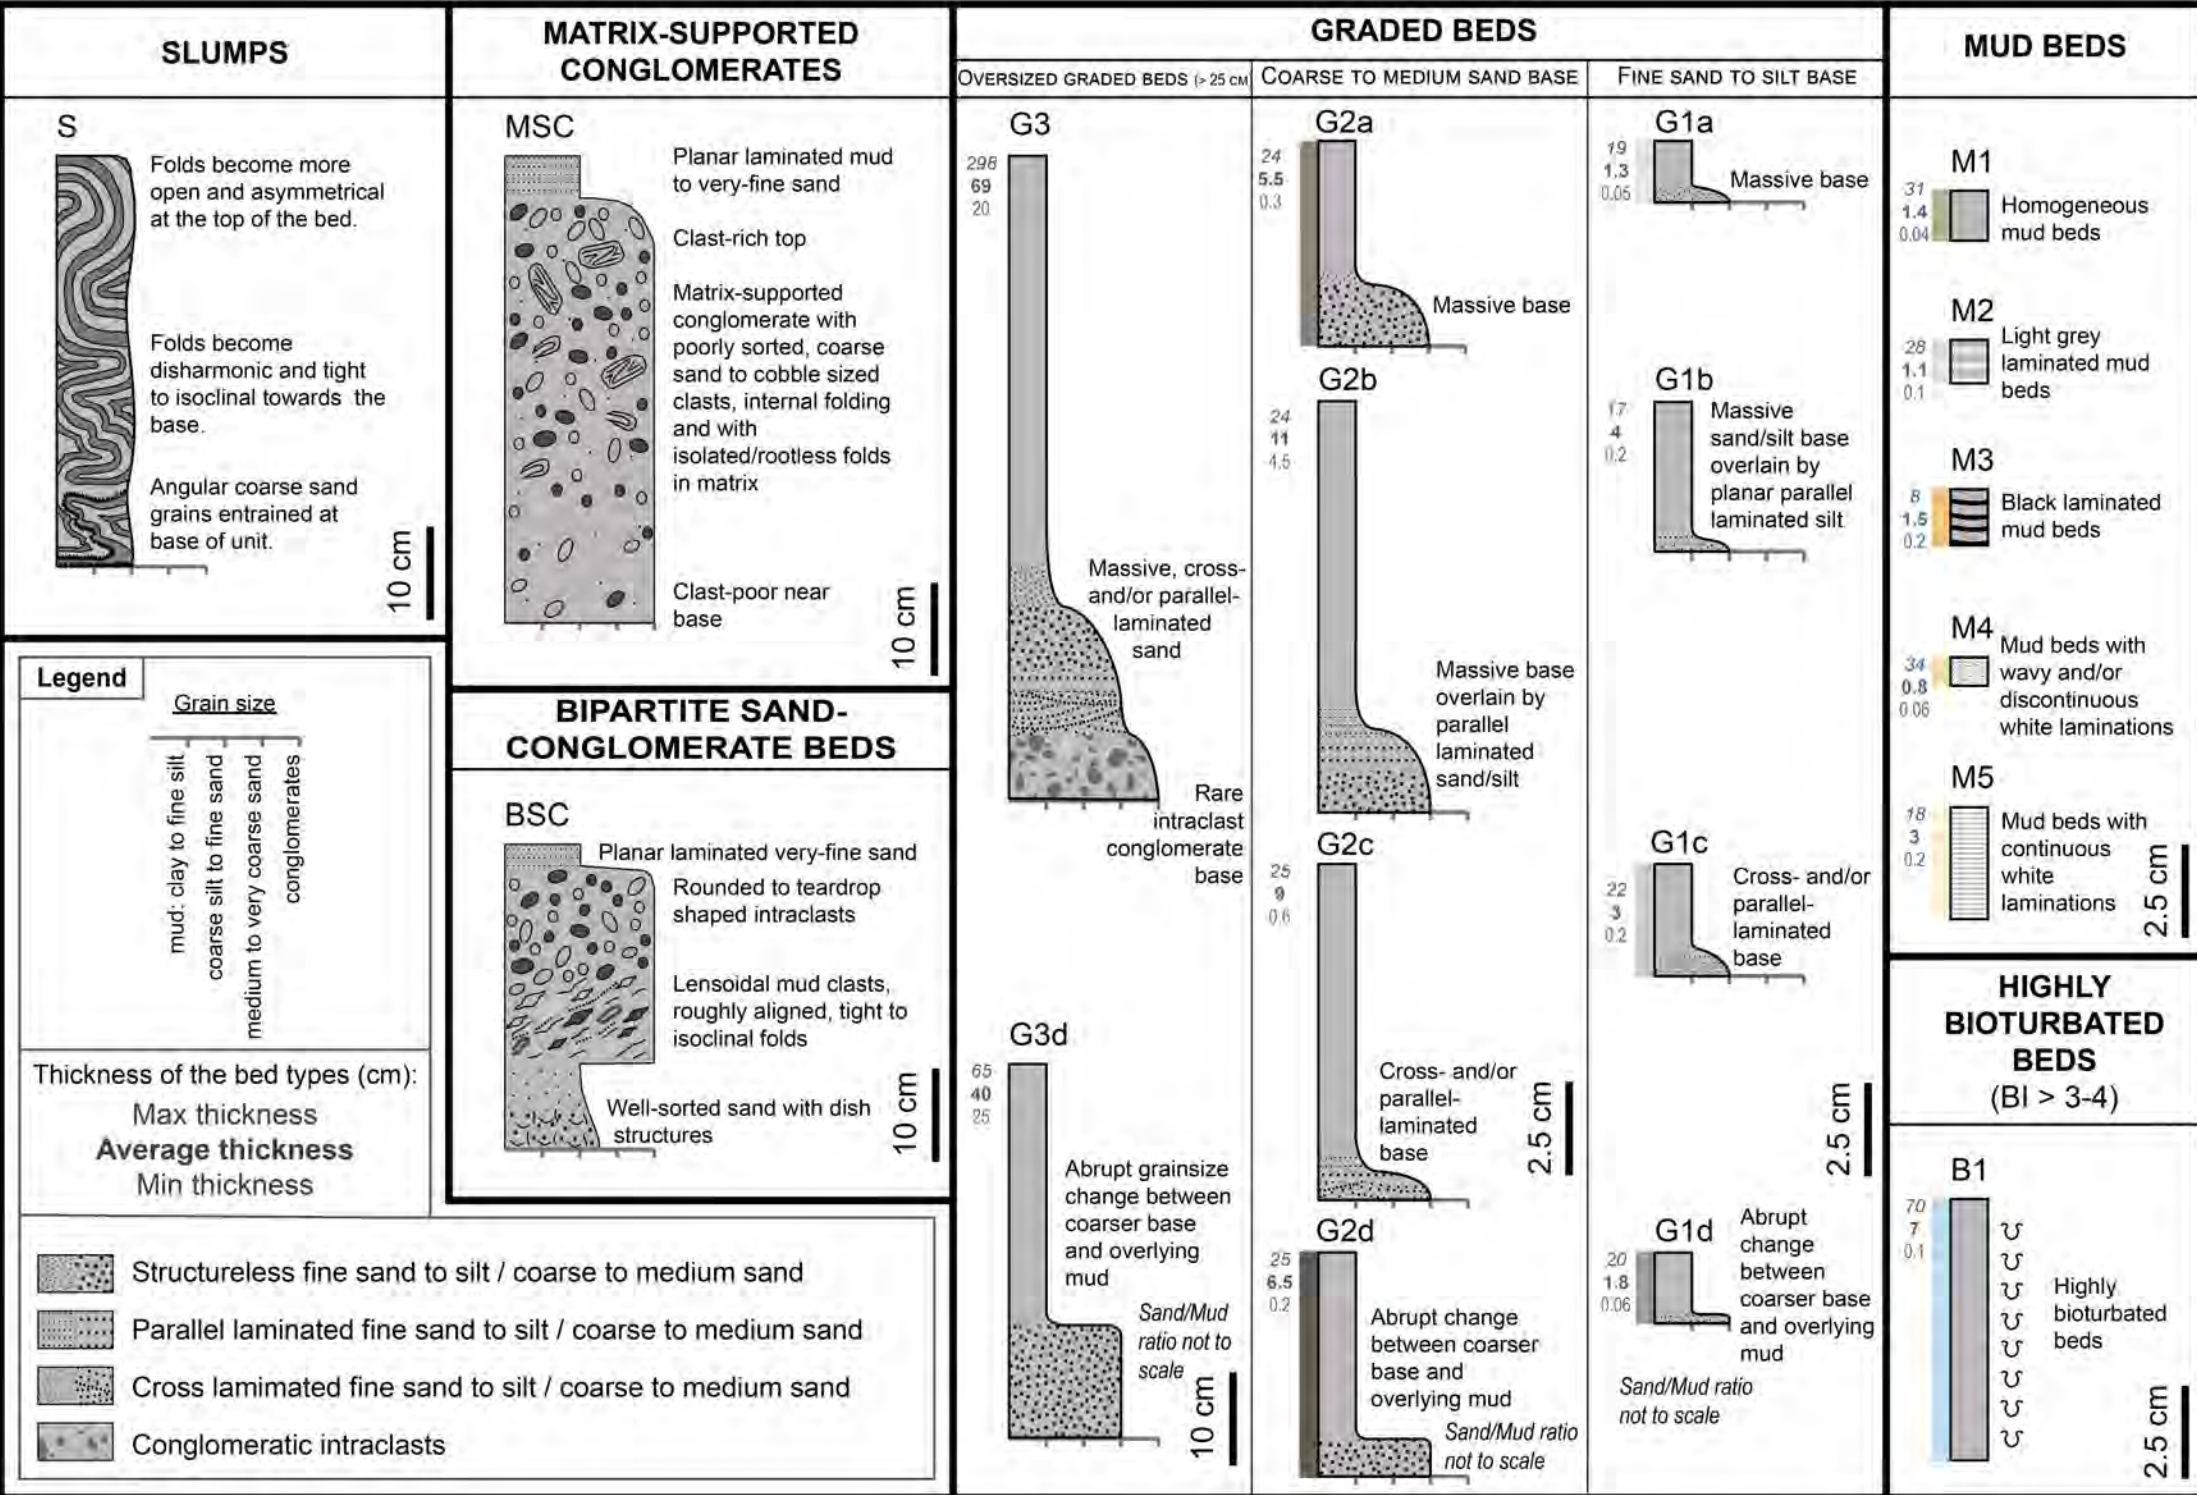 SLUMPS
S
Folds become more
open and asymmetrical
at the top of the bed.
Folds become
disharmonic and tight
to isoclinal towards the
base.
Angular coarse sand
grains entrained at
base of unit.
10 cm
Legend
Grain size
mud: clay to fine silt
coarse silt to fine sand
medium to very coarse sand
conglomerates
Thickness of the bed types (cm):
Max thickness
Average thickness
Min thickness
Structureless fine sand to silt / coarse to medium sand
Parallel laminated fine sand to silt / coarse to medium sand
Cross lamimated fine sand to silt / coarse to medium sand
Conglomeratic intraclasts
MATRIX-SUPPORTED
CONGLOMERATES
MSC
Planar laminated mud
to very-fine sand
Clast-rich top
Matrix-supported
conglomerate with
poorly sorted, coarse
sand to cobble sized
clasts, internal folding
and with
isolated/rootless folds
in matrix
Clast-poor near
base
10 cm
BIPARTITE SAND-
CONGLOMERATE BEDS
BSC
Planar laminated very-fine sand
Rounded to teardrop
shaped intraclasts
Lensoidal mud clasts,
roughly aligned, tight to
isoclinal folds
Well-sorted sand with dish
structures
10 cm
GRADED BEDS
OVERSIZED GRADED BEDS (> 25 CM)
G3
298
69
20
Massive, cross-
and/or parallel-
laminated
sand
Rare
intraclast
conglomerate
base
G3d
65
40
25
Abrupt grainsize
change between
coarser base
and overlying
mud
Sand/Mud
ratio not to
scale
10 cm
COARSE TO MEDIUM SAND BASE
G2a
24
5.5
0.3
Massive base
G2b
24
11
4.5
Massive base
overlain by
parallel
laminated
sand/silt
G2c
25
9
0.6
Cross- and/or
parallel-
laminated
base
2.5 cm
G2d
25
6.5
0.2
Abrupt change
between coarser
base and
overlying mud
Sand/Mud ratio
not to scale
FINE SAND TO SILT BASE
G1a
19
1.3
0.05
Massive base
G1b
17
4
0.2
Massive
sand/silt base
overlain by
planar parallel
laminated silt
G1c
22
3
0.2
Cross- and/or
parallel-
laminated
base
2.5 cm
G1d
20
1.8
0.06
Abrupt
change
between
coarser base
and overlying
mud
Sand/Mud ratio
not to scale
MUD BEDS
M1
31
1.4
0.04
Homogeneous
mud beds
M2
28
1.1
0.1
Light grey
laminated mud
beds
M3
8
1.5
0.2
Black laminated
mud beds
M4
34
0.8
0.06
Mud beds with
wavy and/or
discontinuous
white laminations
M5
18
3
0.2
Mud beds with
continuous
white
laminations
2.5 cm
HIGHLY
BIOTURBATED
BEDS
(BI > 3-4)
B1
70
7
0.1
Highly
bioturbated
beds
2.5 cm